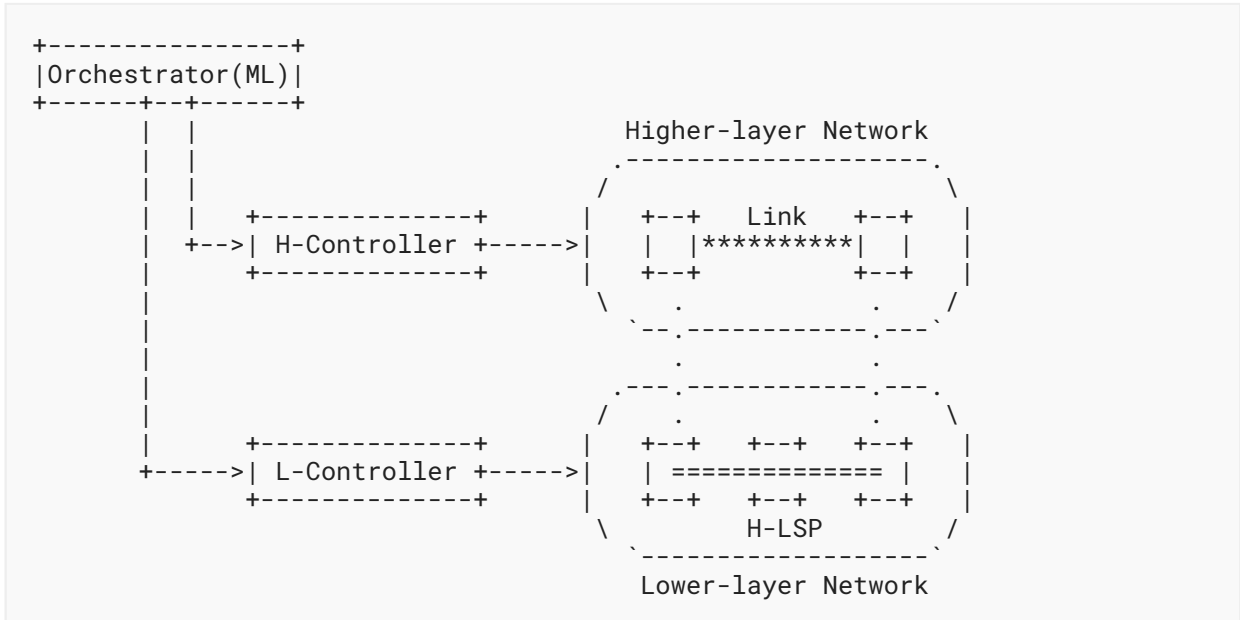 Orchestrator(ML)
Higher-layer Network
Link
H-Controller
L-Controller
H-LSP
Lower-layer Network